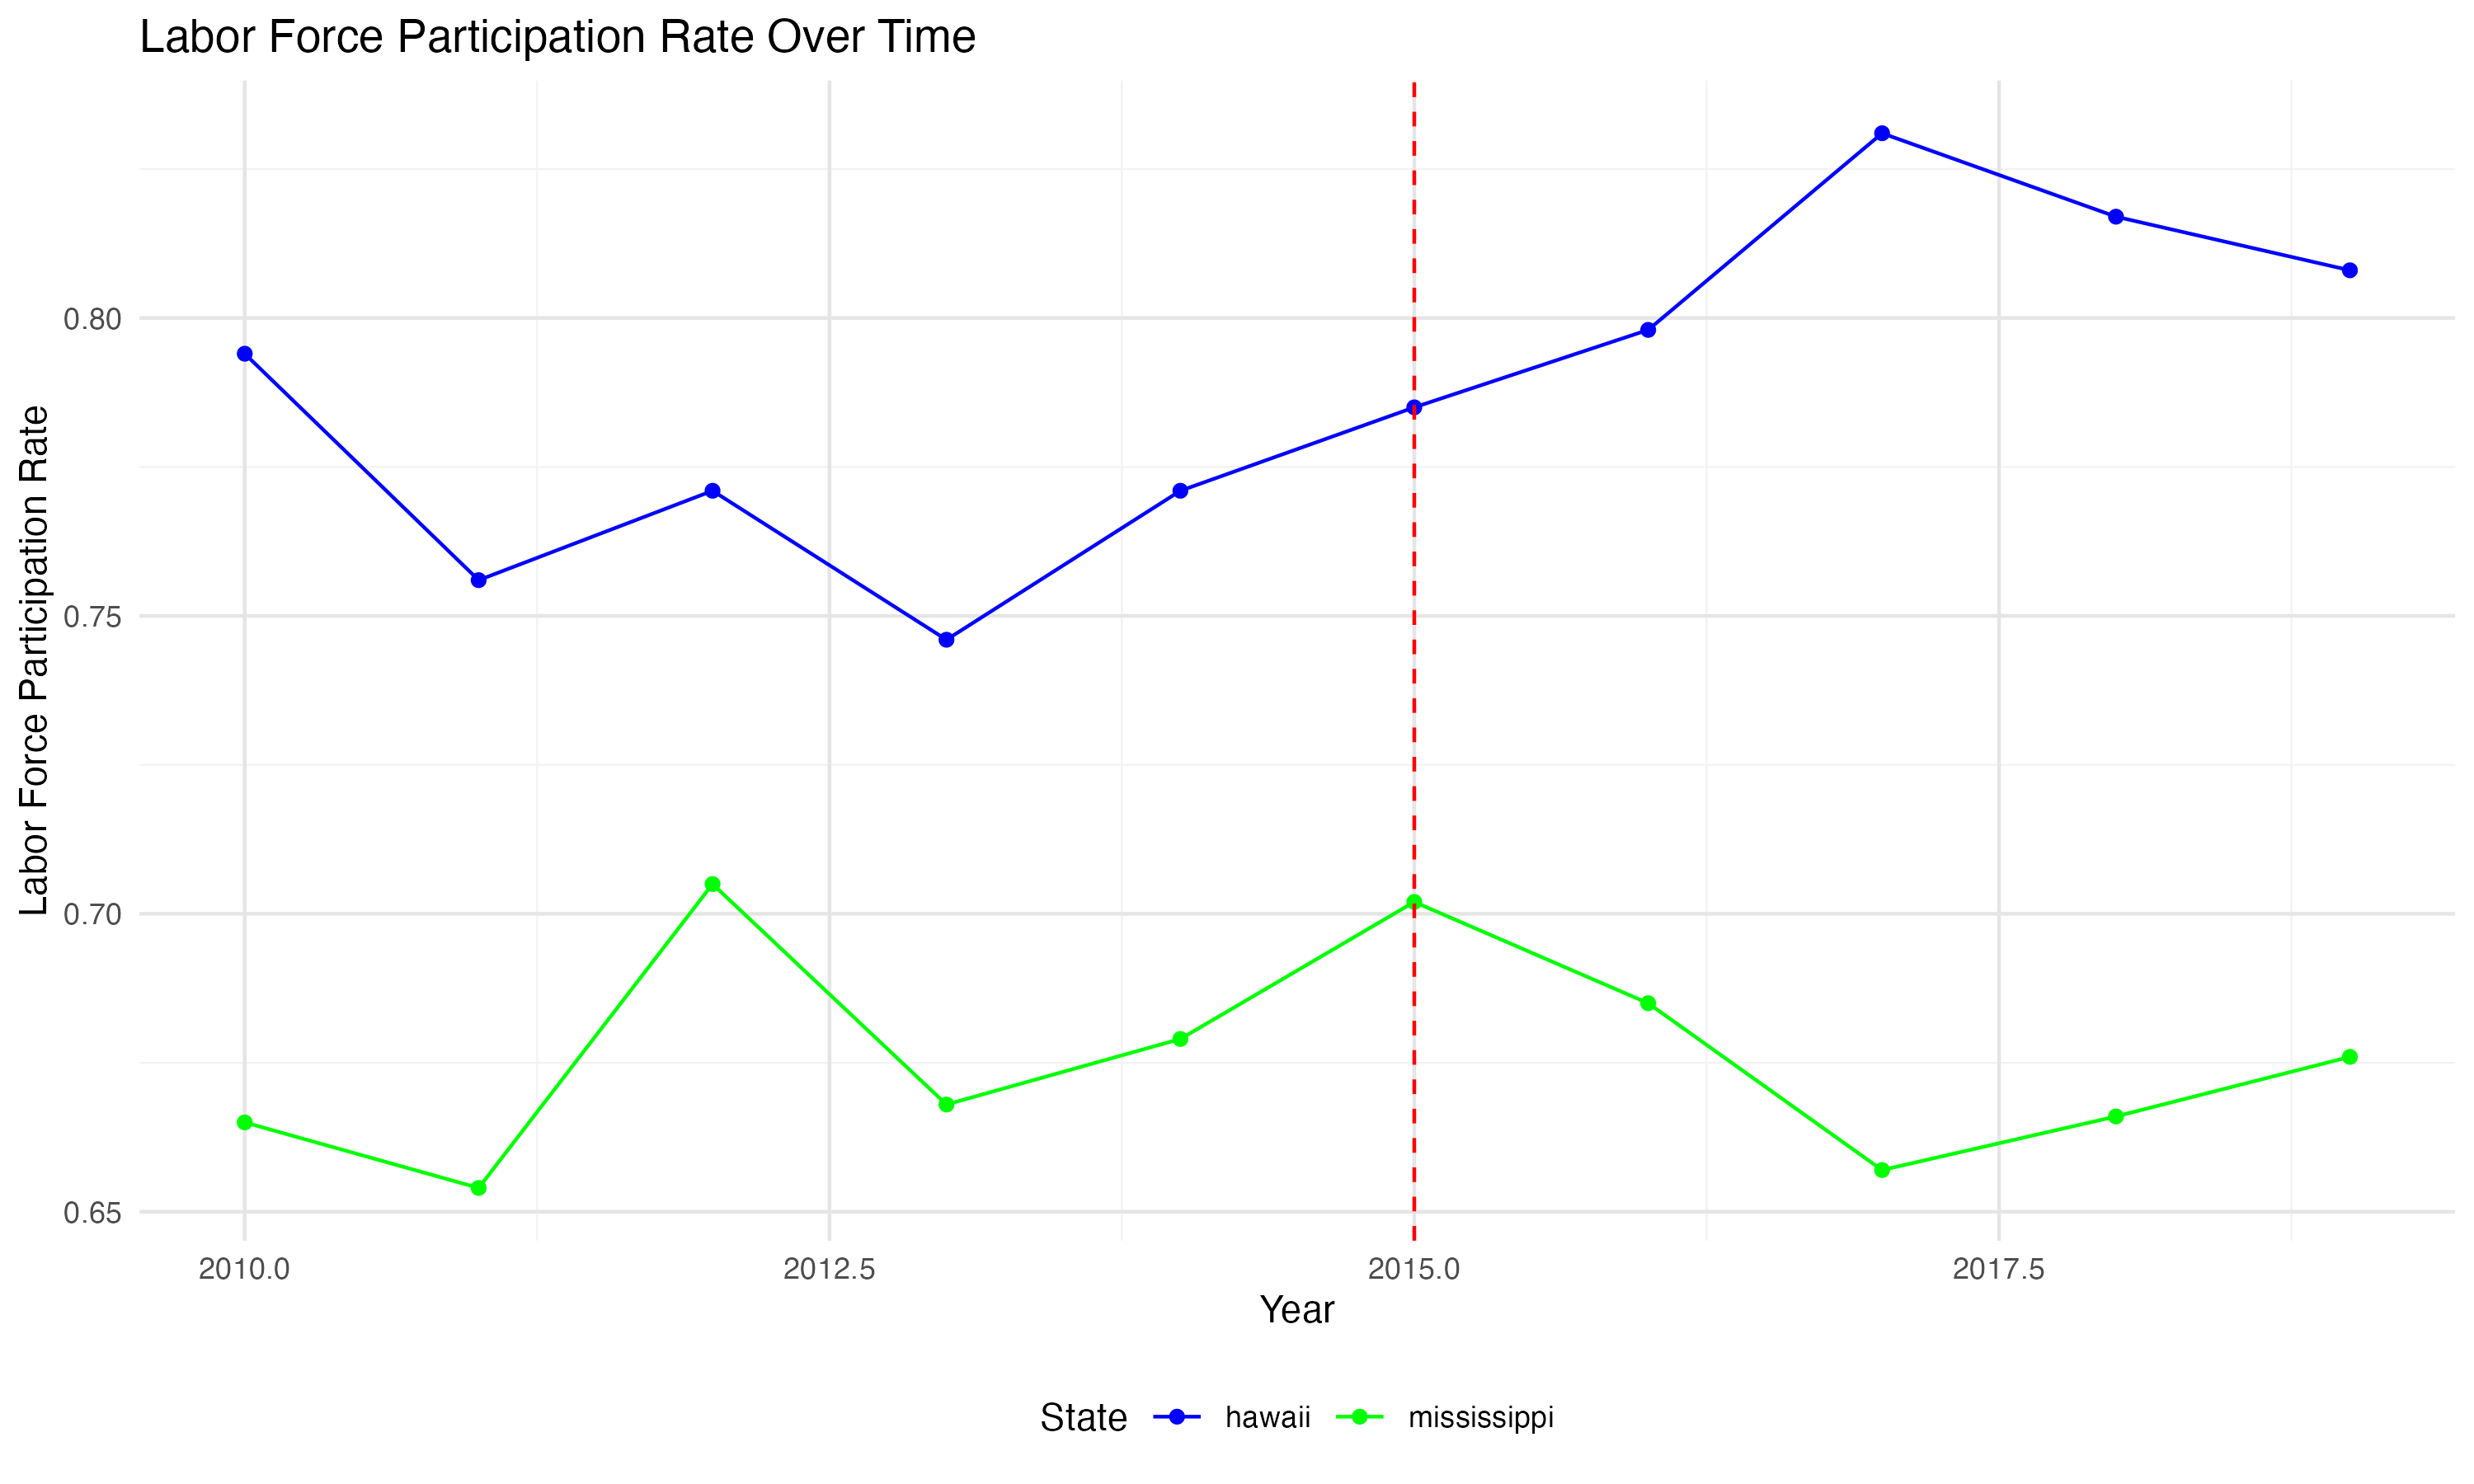 Labor Force Participation Rate Over Time
Labor Force Participation Rate
0.80
0.75
0.70
0.65
2010.0 2012.5 2015.0 2017.5
Year
State hawaii mississippi